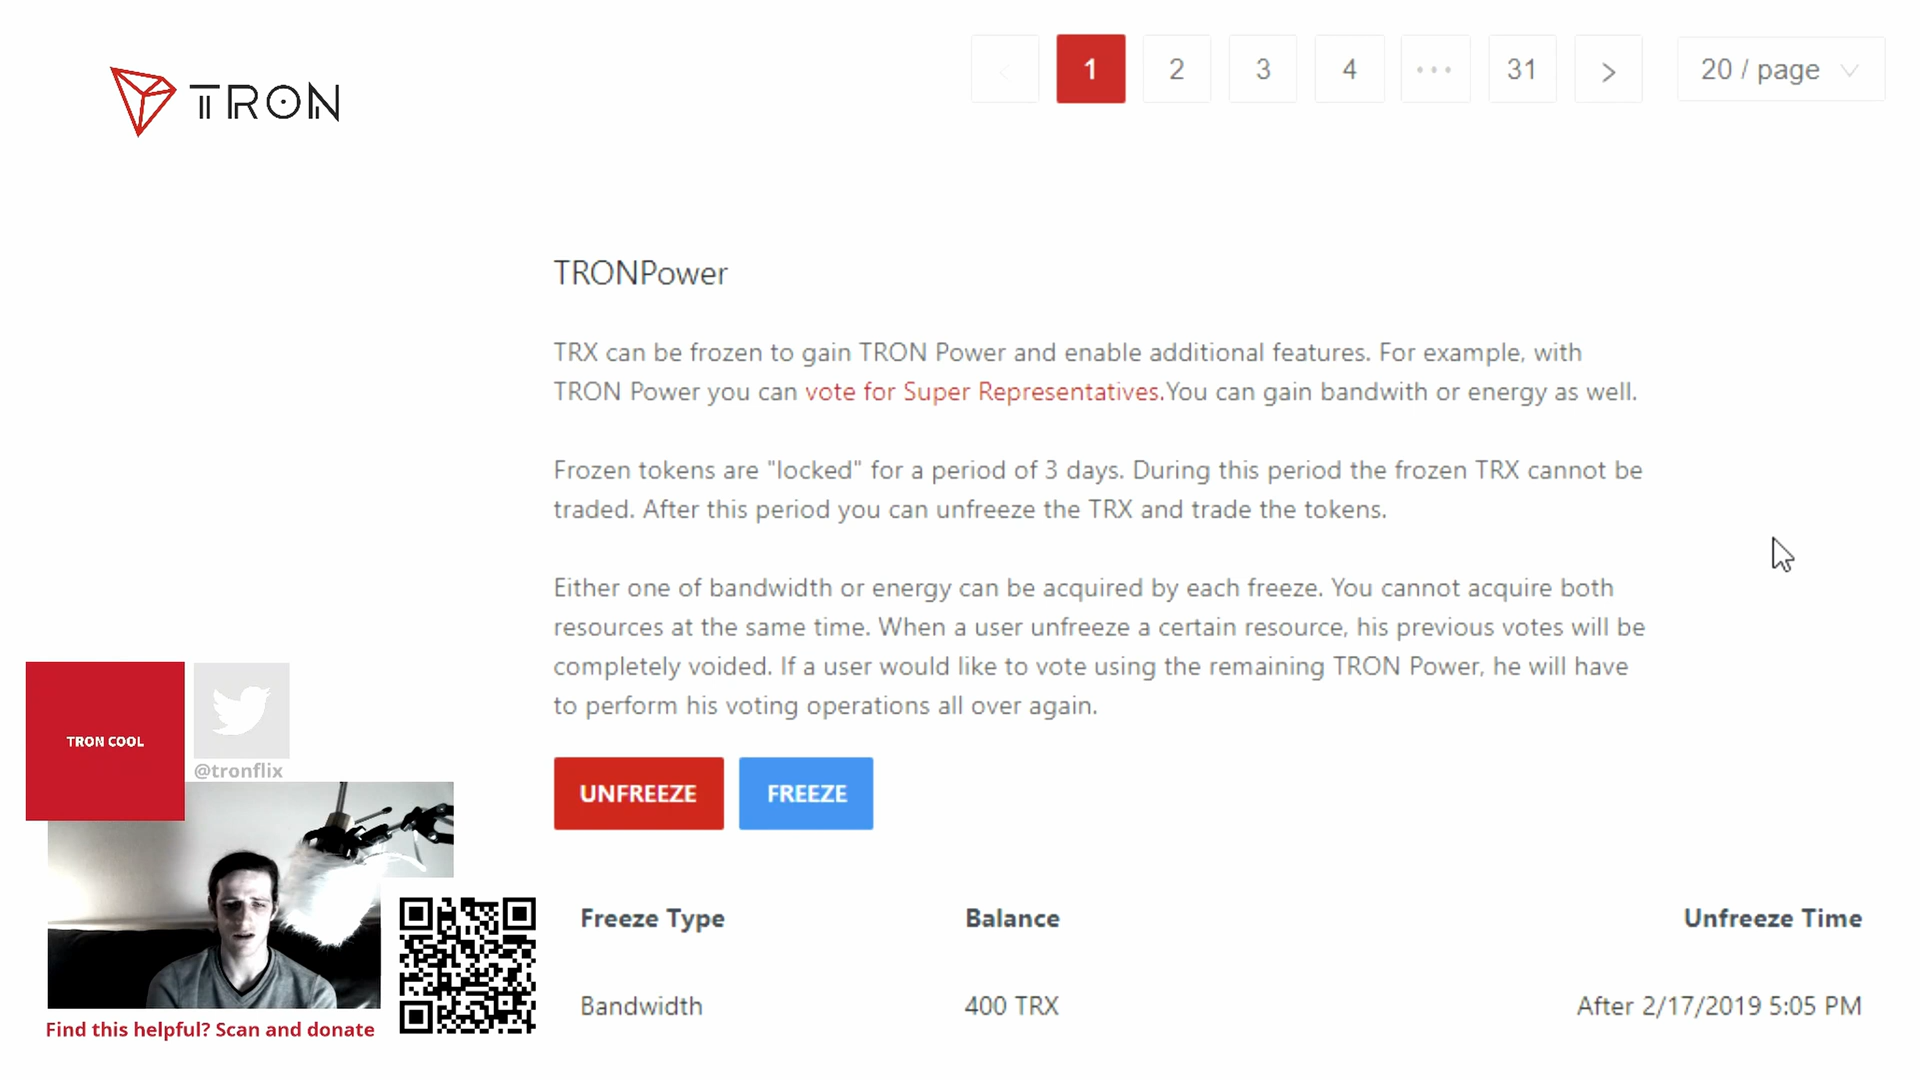 TRON
1 2 3 4 ••• 31 > 20 / page
TRONPower
TRX can be frozen to gain TRON Power and enable additional features. For example, with
TRON Power you can vote for Super Representatives.You can gain bandwith or energy as well.
Frozen tokens are "locked" for a period of 3 days. During this period the frozen TRX cannot be
traded. After this period you can unfreeze the TRX and trade the tokens.
Either one of bandwidth or energy can be acquired by each freeze. You cannot acquire both
resources at the same time. When a user unfreeze a certain resource, his previous votes will be
completely voided. If a user would like to vote using the remaining TRON Power, he will have
to perform his voting operations all over again.
UNFREEZE FREEZE
Freeze Type Balance Unfreeze Time
Bandwidth 400 TRX After 2/17/2019 5:05 PM
TRON COOL
@tronflix
Find this helpful? Scan and donate